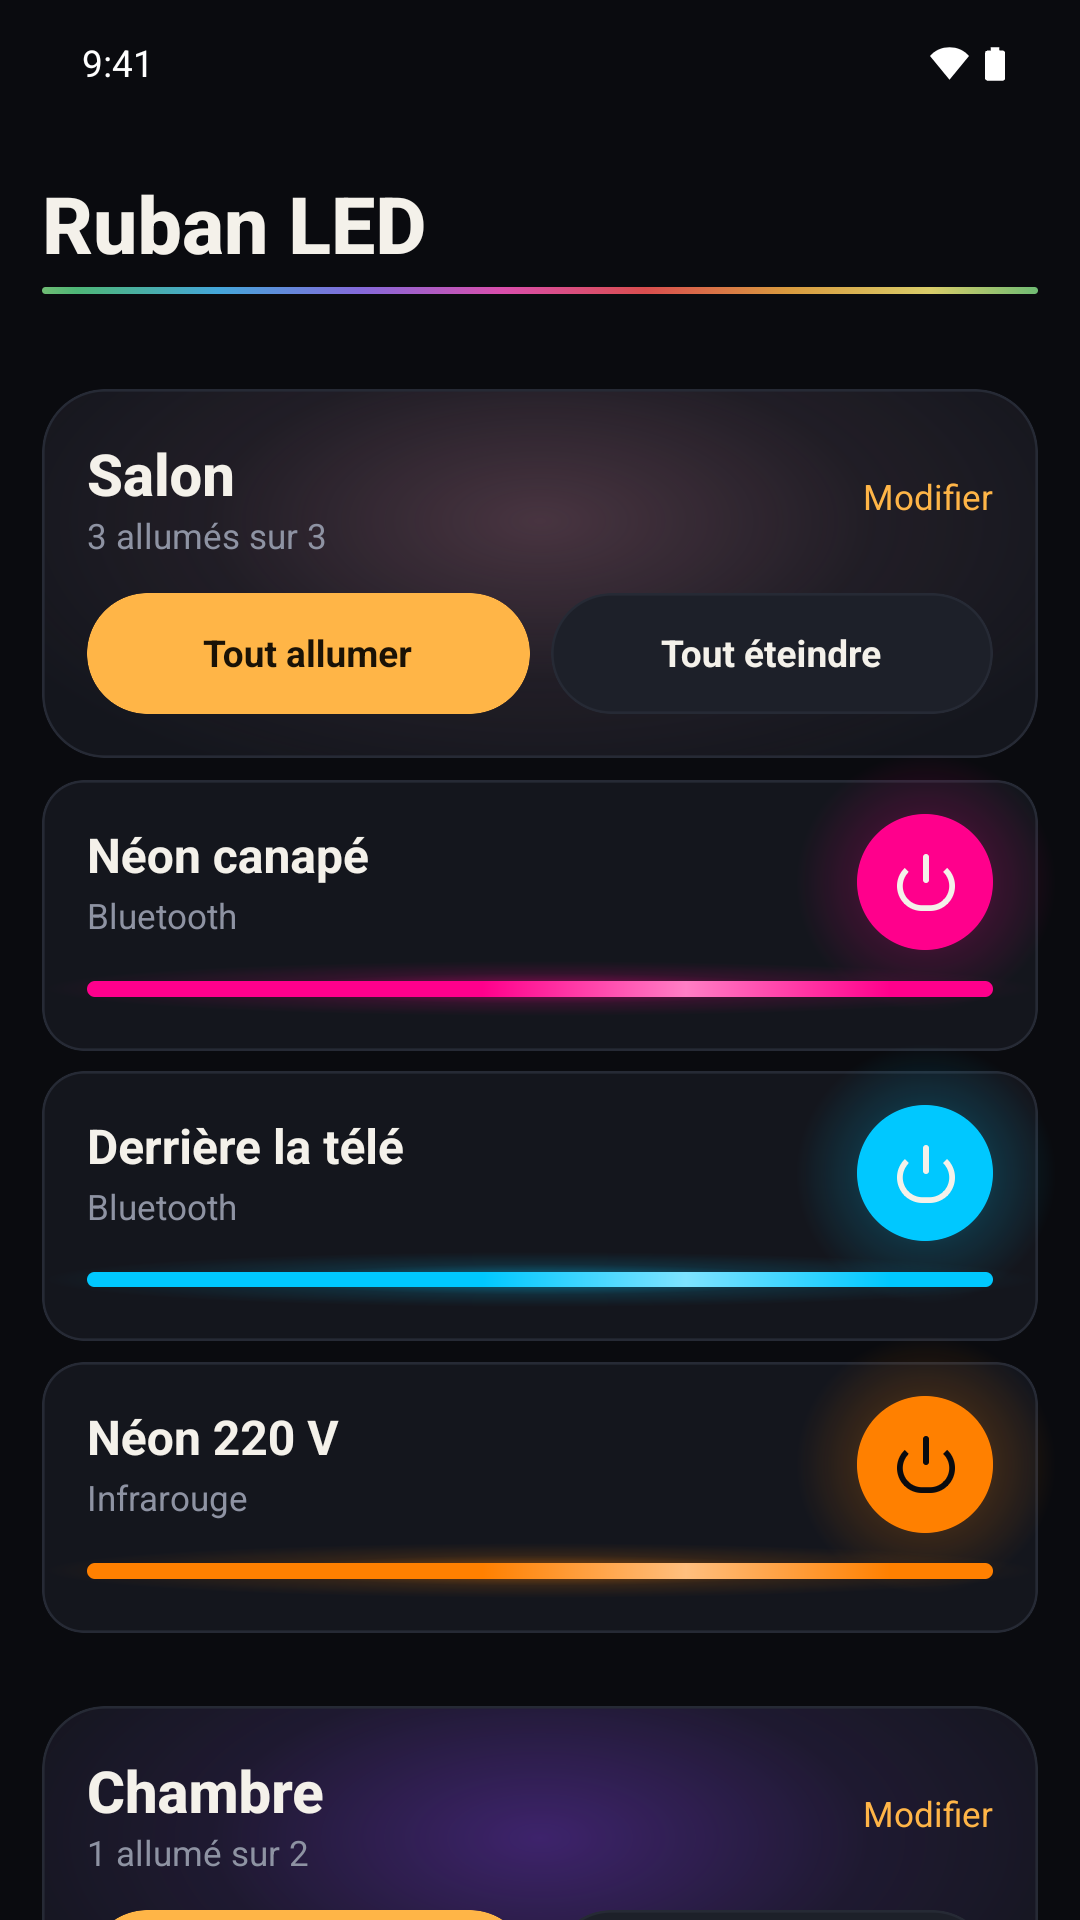 9:41
Ruban LED
Salon
3 allumés sur 3
Modifier
Tout allumer
Tout éteindre
Néon canapé
Bluetooth
Derrière la télé
Bluetooth
Néon 220 V
Infrarouge
Chambre
1 allumé sur 2
Modifier